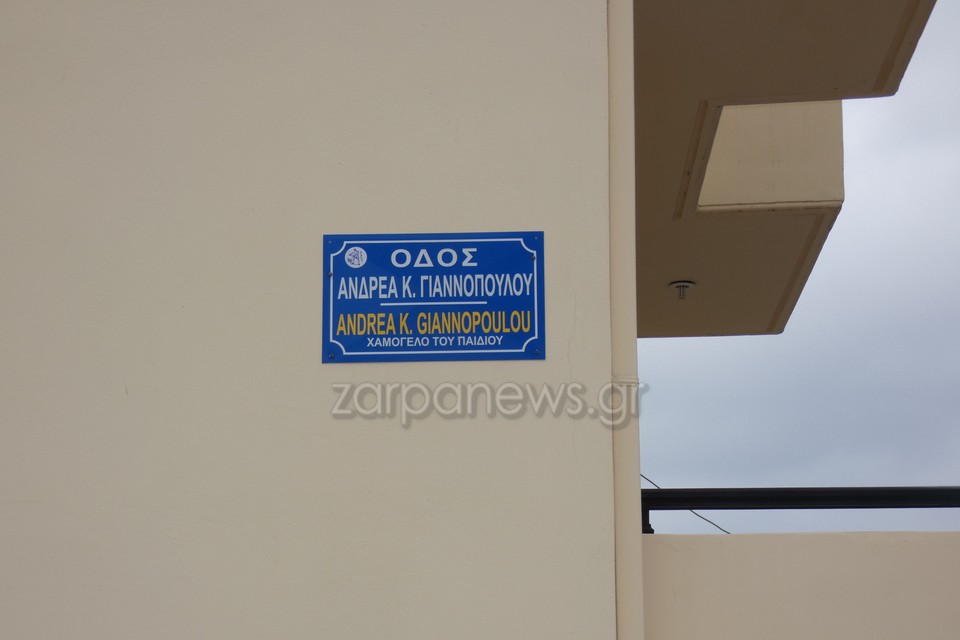 ΟΔΟΣ
ΑΝΔΡΕΑ Κ. ΓΙΑΝΝΟΠΟΥΛΟΥ
ANDREA K. GIANNOPOULOU
ΧΑΜΟΓΕΛΟ ΤΟΥ ΠΑΙΔΙΟΥ
zarpanews.gr